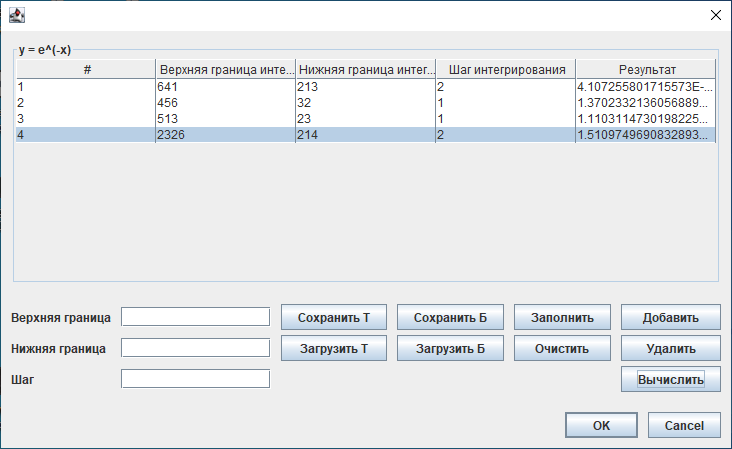 y = e^(-x)
# Верхняя граница инте... Нижняя граница интег... Шаг интегрирования Результат
1 641 213 2 4.107255801715573E-...
2 456 32 1 1.3702332136056889...
3 513 23 1 1.1103114730198225...
4 2326 214 2 1.5109749690832893...
Верхняя граница Сохранить Т Сохранить Б Заполнить Добавить
Нижняя граница Загрузить Т Загрузить Б Очистить Удалить
Шаг Вычислить
OK Cancel